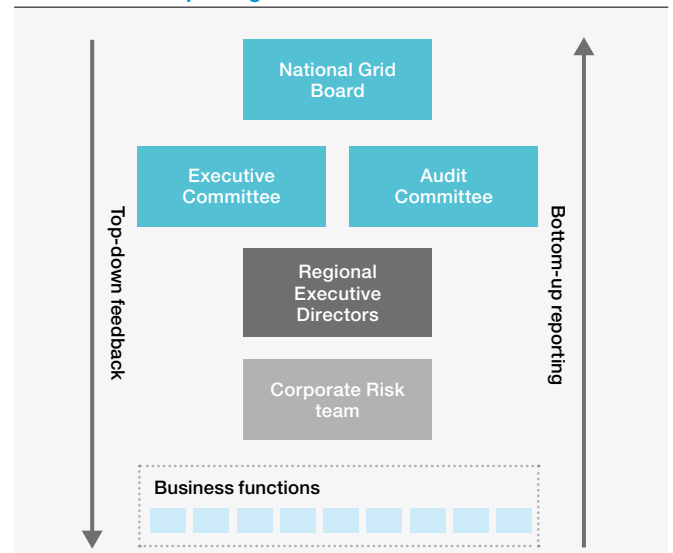 National Grid
Board
Executive
Committee
Audit
Committee
Top-down feedback
Bottom-up reporting
Regional
Executive
Directors
Corporate Risk
team
Business functions